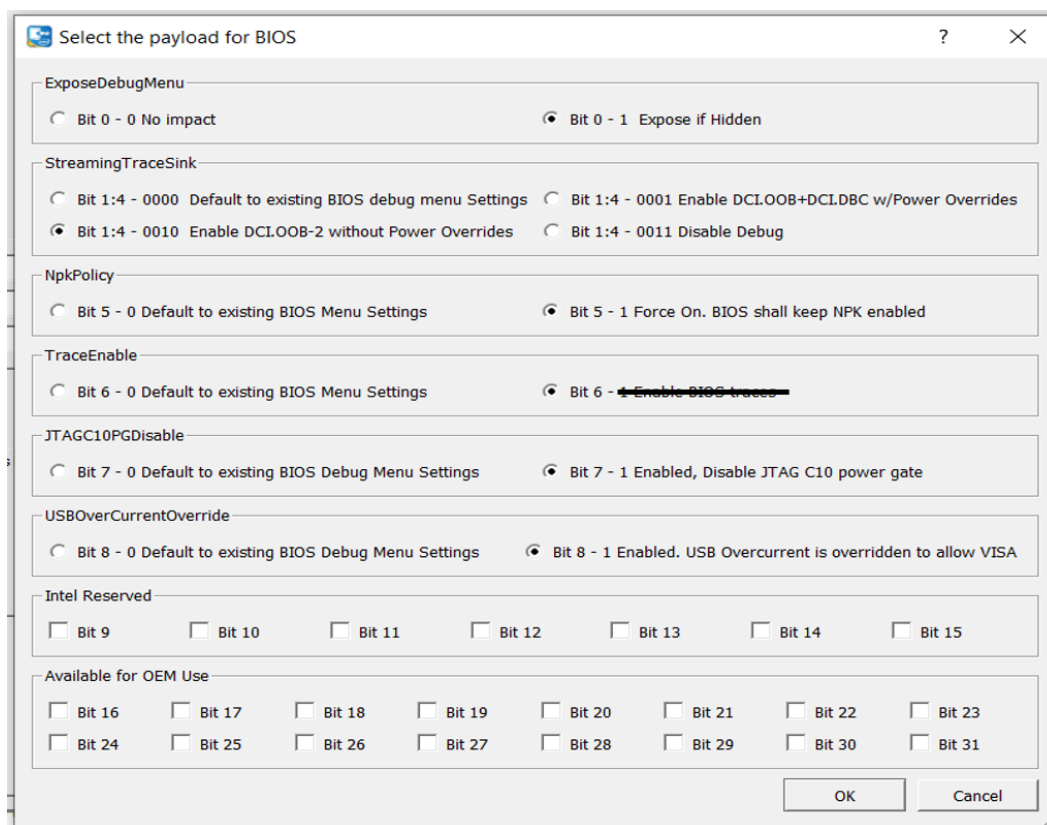 Select the payload for BIOS
ExposeDebugMenu
Bit 0 - 0 No impact
Bit 0 - 1 Expose if Hidden
StreamingTraceSink
Bit 1:4 - 0000 Default to existing BIOS debug menu Settings
Bit 1:4 - 0001 Enable DCI.OOB+DCI.DBC w/Power Overrides
Bit 1:4 - 0010 Enable DCI.OOB-2 without Power Overrides
Bit 1:4 - 0011 Disable Debug
NpkPolicy
Bit 5 - 0 Default to existing BIOS Menu Settings
Bit 5 - 1 Force On. BIOS shall keep NPK enabled
TraceEnable
Bit 6 - 0 Default to existing BIOS Menu Settings
Bit 6 - 1 Enable BIOS traces
JTAGC10PGDisable
Bit 7 - 0 Default to existing BIOS Debug Menu Settings
Bit 7 - 1 Enabled, Disable JTAG C10 power gate
USBOverCurrentOverride
Bit 8 - 0 Default to existing BIOS Debug Menu Settings
Bit 8 - 1 Enabled. USB Overcurrent is overridden to allow VISA
Intel Reserved
Bit 9 Bit 10 Bit 11 Bit 12 Bit 13 Bit 14 Bit 15
Available for OEM Use
Bit 16 Bit 17 Bit 18 Bit 19 Bit 20 Bit 21 Bit 22 Bit 23
Bit 24 Bit 25 Bit 26 Bit 27 Bit 28 Bit 29 Bit 30 Bit 31
OK Cancel